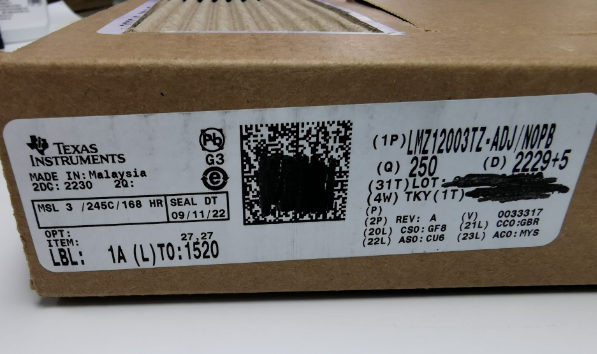 TEXAS
INSTRUMENTS
MADE IN: Malaysia
2DC: 2230 2Q:
Pb
G3
e
MSL 3 /245C/168 HR
SEAL DT
09/11/22
OPT:
ITEM:
27,27
LBL: 1A (L)TO:1520
(1P)LMZ12003TZ-ADJ/NOPB
(Q) 250 (D) 2229+5
(31T)LOT:
(4W) TKY(1T)
(P)
(2P) REV: A (V) 0033317
(20L) CSO:GF8 (21L) CCO:GBR
(22L) ASO:CU6 (23L) ACO:MYS